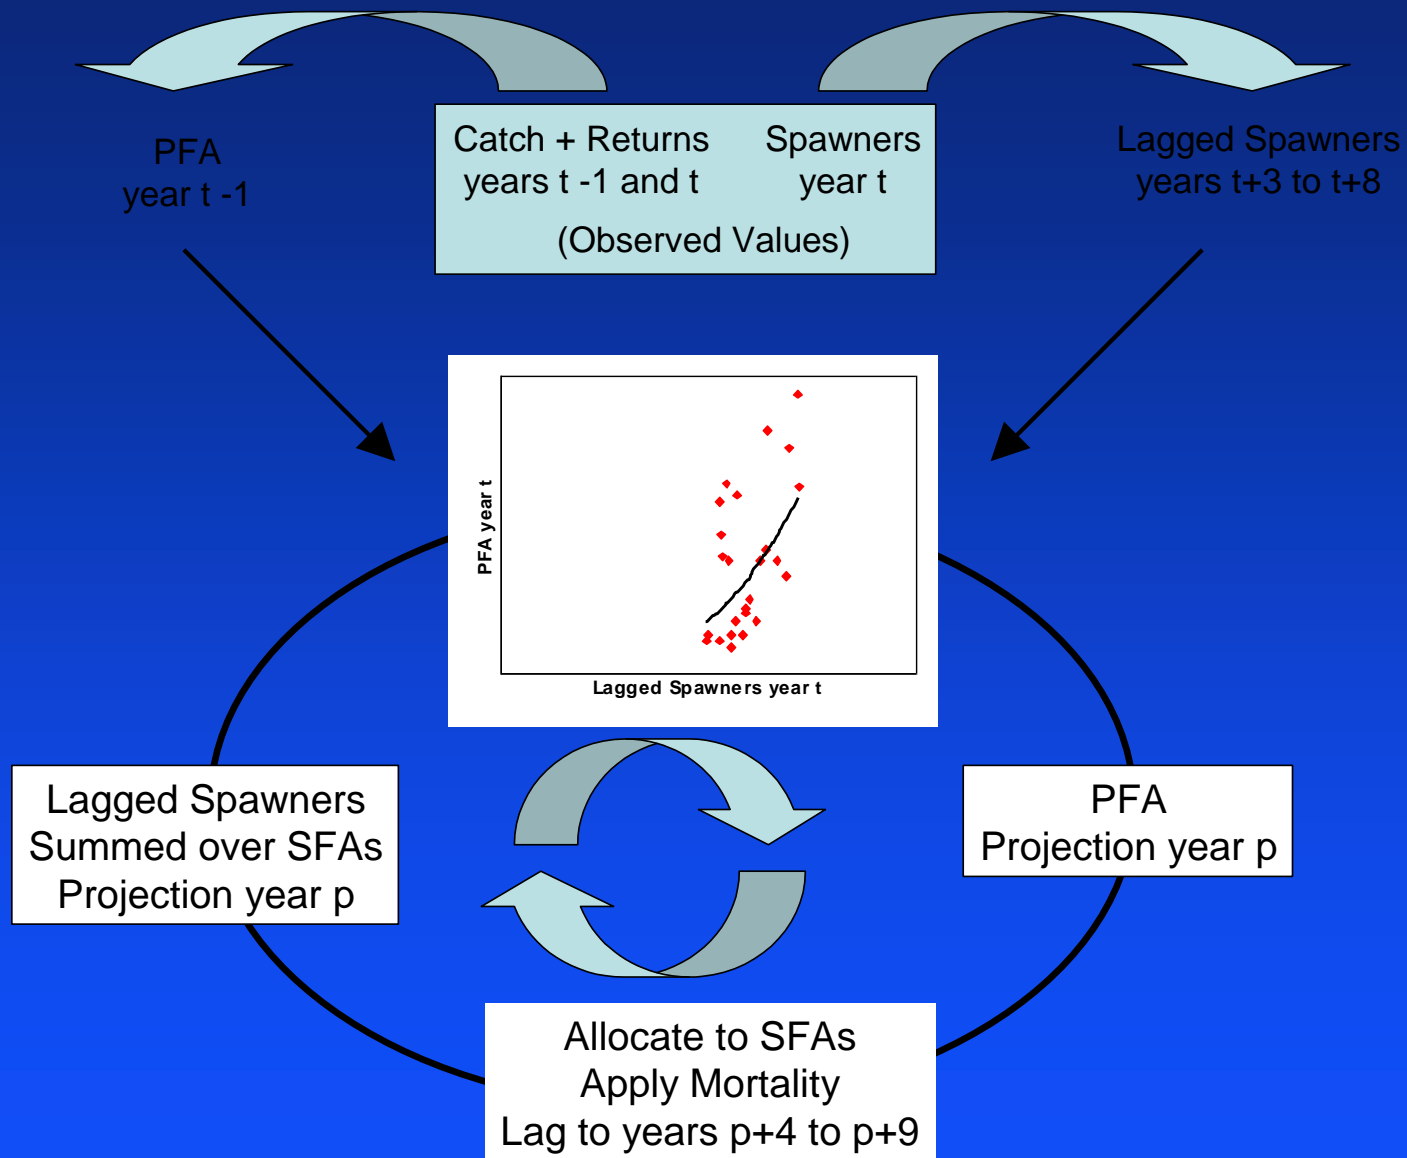 PFA
year t -1
Catch + Returns
years t -1 and t
Spawners
year t
(Observed Values)
Lagged Spawners
years t+3 to t+8
PFA year t
Lagged Spawners year t
Lagged Spawners
Summed over SFAs
Projection year p
PFA
Projection year p
Allocate to SFAs
Apply Mortality
Lag to years p+4 to p+9